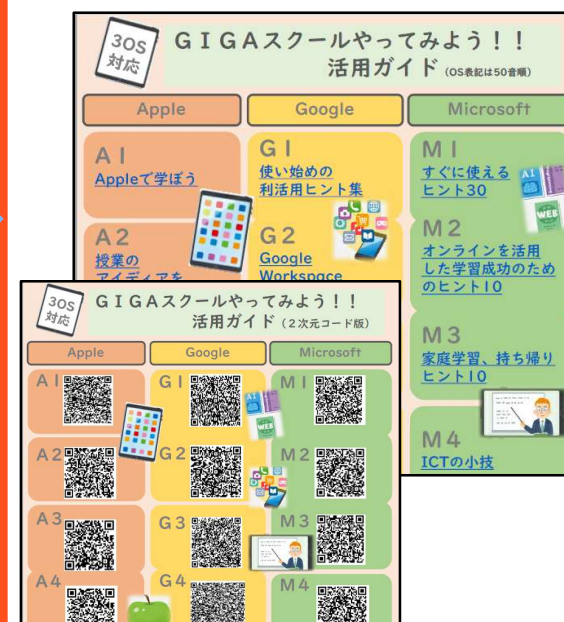 3OS
対応
GIGAスクールやってみよう！！
活用ガイド（OS表記は50音順）
Apple
Google
Microsoft
A1
Appleで学ぼう
A2
授業の
アイディアを
G1
使い始めの
利活用ヒント集
G2
Google
Workspace
M1
すぐに使える
ヒント30
AI
WEB
M2
オンラインを活用
した学習成功のため
のヒント10
M3
家庭学習、持ち帰り
ヒント10
M4
ICTの小技
3OS
対応
GIGAスクールやってみよう！！
活用ガイド（２次元コード版）
Apple
Google
Microsoft
A1
G1
M1
AI
WEB
A2
G2
M2
A3
G3
M3
A4
G4
M4